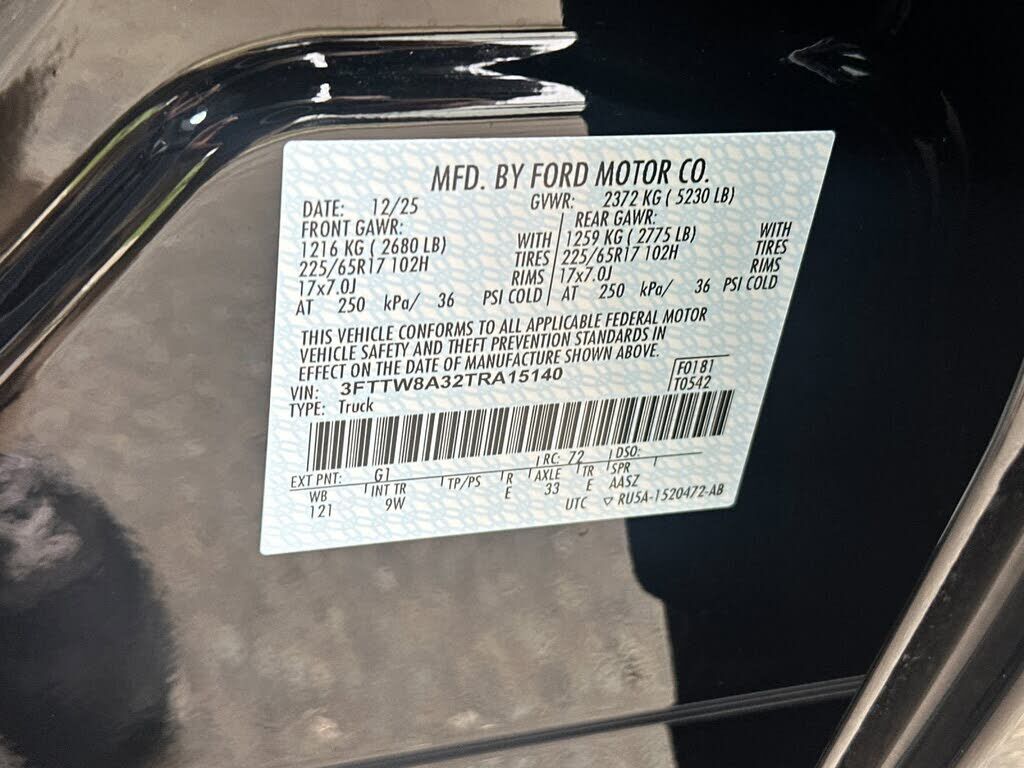 MFD. BY FORD MOTOR CO.
DATE: 12/25 GVWR: 2372 KG ( 5230 LB)
FRONT GAWR: REAR GAWR:
1216 KG ( 2680 LB) WITH 1259 KG ( 2775 LB) WITH
225/65R17 102H TIRES 225/65R17 102H TIRES
17x7.0J RIMS 17x7.0J RIMS
AT 250 kPa/ 36 PSI COLD AT 250 kPa/ 36 PSI COLD
THIS VEHICLE CONFORMS TO ALL APPLICABLE FEDERAL MOTOR
VEHICLE SAFETY AND THEFT PREVENTION STANDARDS IN
EFFECT ON THE DATE OF MANUFACTURE SHOWN ABOVE.
VIN: 3FTTW8A32TRA15140 F0181
TYPE: Truck T0542
EXT PNT: G1 RC: 72 DSO:
WB INT TR TP/PS R AXLE TR SPR
121 9W E 33 E AASZ
UTC ▽ RU5A-1520472-AB